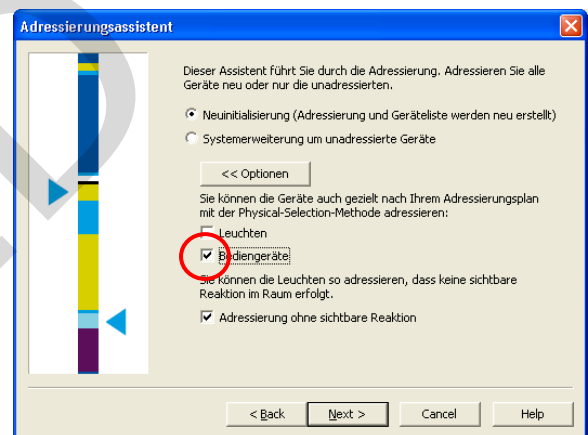 Adressierungsassistent
Dieser Assistent führt Sie durch die Adressierung. Adressieren Sie alle
Geräte neu oder nur die unadressierten.
Neuinitialisierung (Adressierung und Geräteliste werden neu erstellt)
Systemerweiterung um unadressierte Geräte
<< Optionen
Sie können die Geräte auch gezielt nach Ihrem Adressierungsplan
mit der Physical-Selection-Methode adressieren:
Leuchten
Bediengeräte
Sie können die Leuchten so adressieren, dass keine sichtbare
Reaktion im Raum erfolgt.
Adressierung ohne sichtbare Reaktion
< Back Next > Cancel Help